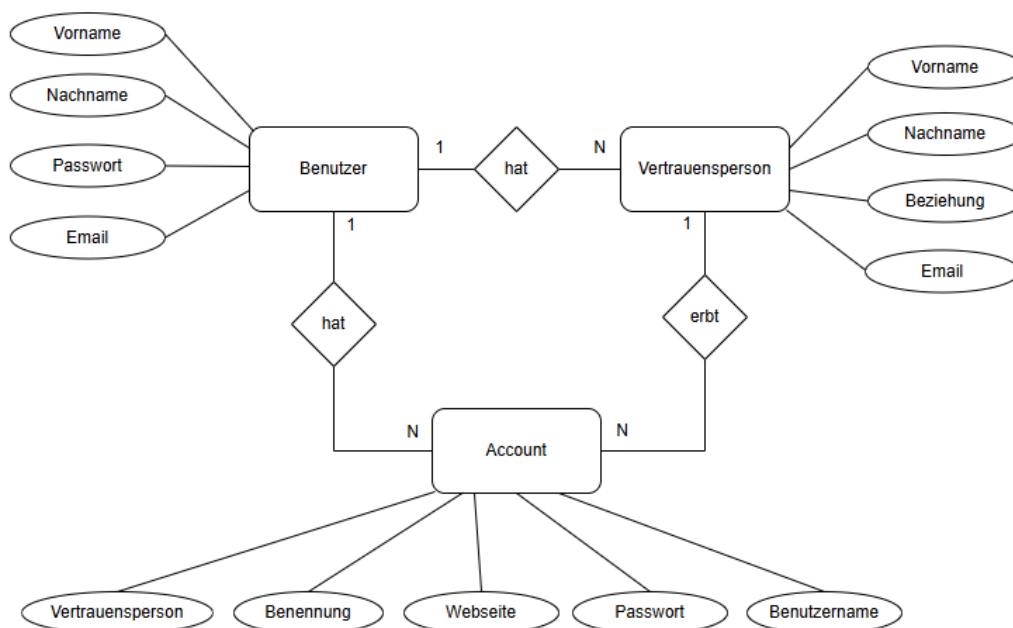 Vorname
Nachname
Passwort
Email
Benutzer
1
hat
N
Vertrauensperson
Vorname
Nachname
Beziehung
Email
1
hat
N
1
erbt
N
Account
Vertrauensperson
Benennung
Webseite
Passwort
Benutzername